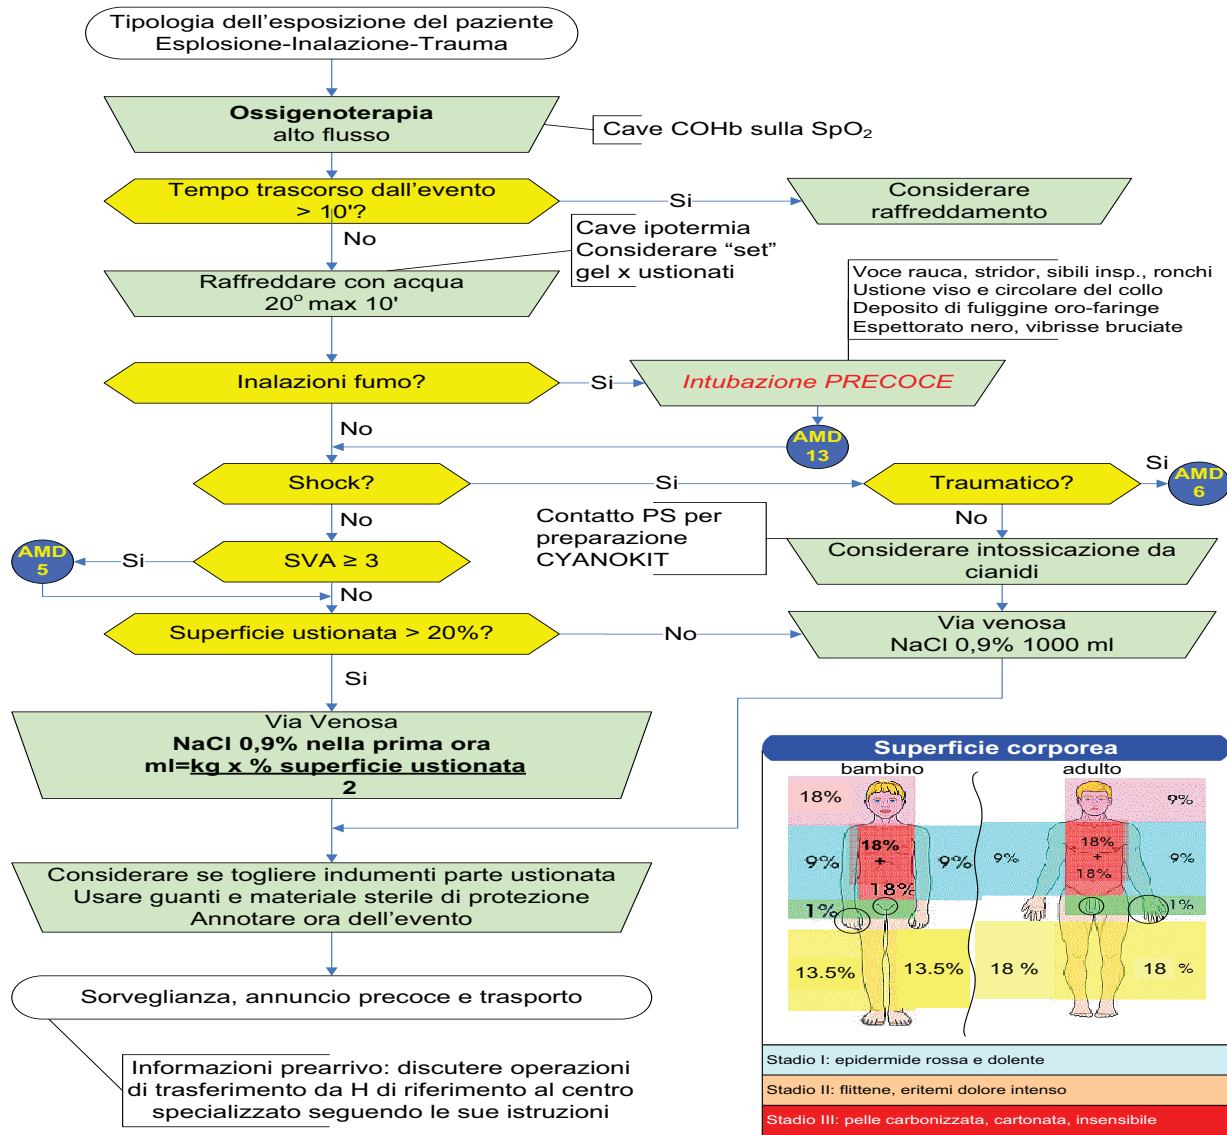 Tipologia dell'esposizione del paziente
Esplosione-Inalazione-Trauma
Ossigenoterapia
alto flusso
Cave COHb sulla SpO₂
Tempo trascorso dall'evento
> 10'?
Si
Considerare
raffreddamento
No
Cave ipotermia
Considerare "set"
gel x ustionati
Raffreddare con acqua
20° max 10'
Voce rauca, stridor, sibili insp., ronchi
Ustione viso e circolare del collo
Deposito di fuliggine oro-faringe
Espettorato nero, vibrisse bruciate
Inalazioni fumo?
Si
Intubazione PRECOCE
No
AMD
13
Shock?
Si
Traumatico?
Si
AMD
6
No
No
Contatto PS per
preparazione
CYANOKIT
Considerare intossicazione da
cianidi
AMD
5
Si
SVA ≥ 3
No
Superficie ustionata > 20%?
No
Via venosa
NaCl 0,9% 1000 ml
Si
Via Venosa
NaCl 0,9% nella prima ora
ml=kg x % superficie ustionata
2
Considerare se togliere indumenti parte ustionata
Usare guanti e materiale sterile di protezione
Annotare ora dell'evento
Sorveglianza, annuncio precoce e trasporto
Informazioni prearrivo: discutere operazioni
di trasferimento da H di riferimento al centro
specializzato seguendo le sue istruzioni
Superficie corporea
bambino
adulto
18%
9%
18%
+
18%
18%
+
18%
9%
9%
9%
9%
1%
1%
13.5%
13.5%
18 %
18 %
Stadio I: epidermide rossa e dolente
Stadio II: flittene, eritemi dolore intenso
Stadio III: pelle carbonizzata, cartonata, insensibile